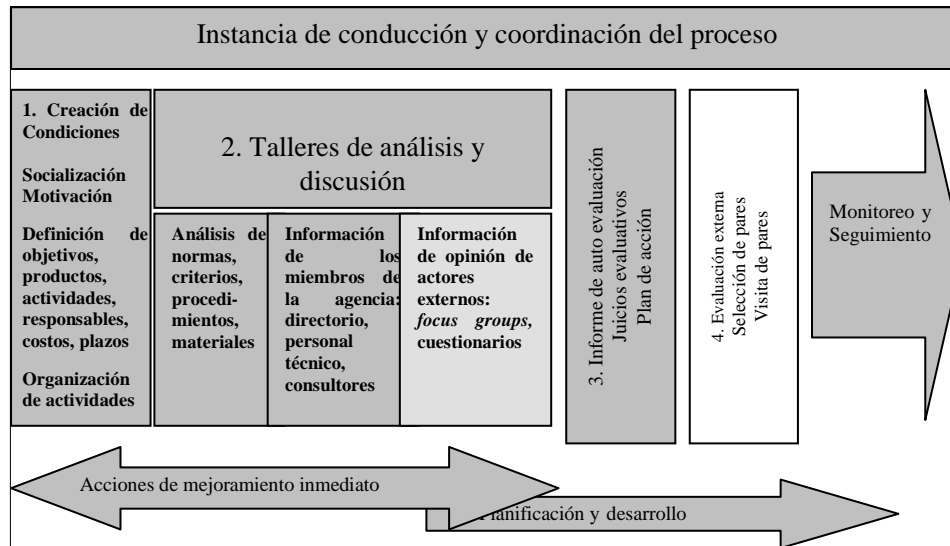 Instancia de conducción y coordinación del proceso
1. Creación de
Condiciones
Socialización
Motivación
Definición de
objetivos,
productos,
actividades,
responsables,
costos, plazos
Organización
de actividades
2. Talleres de análisis y
discusión
Análisis de
normas,
criterios,
procedi-
mientos,
materiales
Información
de los
miembros de
la agencia:
directorio,
personal
técnico,
consultores
Información
de opinión de
actores
externos:
focus groups,
cuestionarios
3. Informe de auto evaluación
Juicios evaluativos
Plan de acción
4. Evaluación externa
Selección de pares
Visita de pares
Monitoreo y
Seguimiento
Acciones de mejoramiento inmediato
Planificación y desarrollo